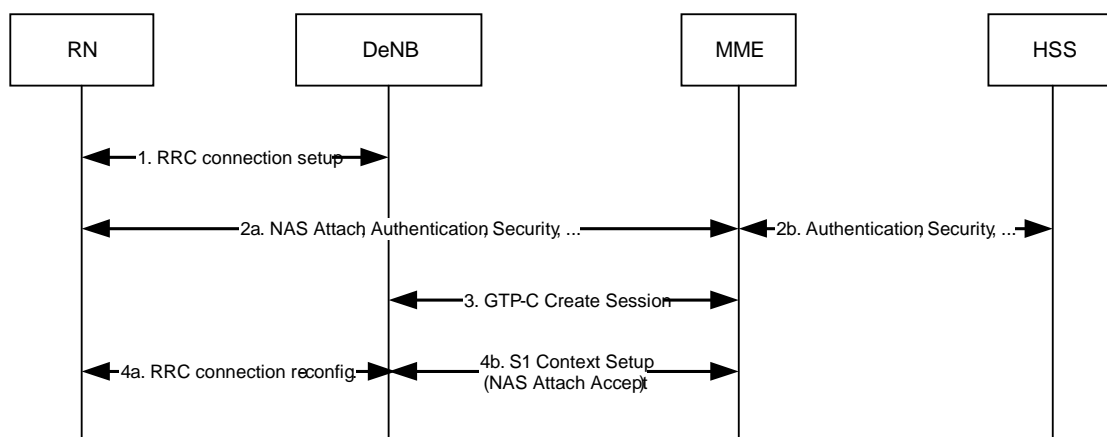 RN
DeNB
MME
HSS
1. RRC connection setup
2a. NAS Attach, Authentication, Security, ...
2b. Authentication, Security, ...
3. GTP-C Create Session
4a. RRC connection reconfig.
4b. S1 Context Setup
(NAS Attach Accept)